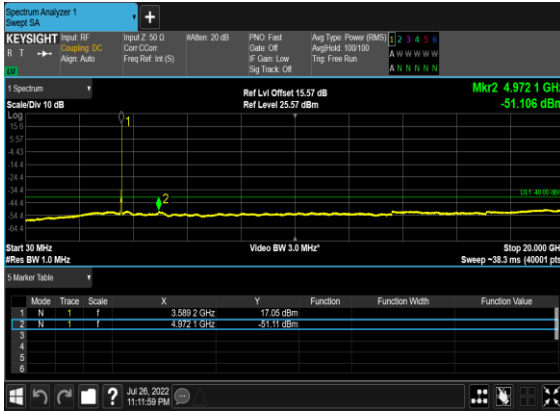 Spectrum Analyzer 1
Swept SA
+
KEYSIGHT Input: RF Input Z: 50 Ω #Atten: 20 dB PNO: Fast Avg Type: Power (RMS) 1 2 3 4 5 6
R T Coupling: DC Corr CCorr Gate: Off Avg|Hold: 100/100 A W W W W W
Align: Auto Freq Ref: Int (S) IF Gain: Low Trig: Free Run
Sig Track: Off A N N N N N
1 Spectrum Ref Lvl Offset 15.57 dB Mkr2 4.972 1 GHz
Scale/Div 10 dB Ref Level 25.57 dBm -51.106 dBm
Log
15.6
5.57
-4.43
-14.4
-24.4
-34.4
-44.4
-54.4
-64.4
1
2
Start 30 MHz Video BW 3.0 MHz* Stop 20.000 GH
#Res BW 1.0 MHz Sweep ~38.3 ms (40001 pts
5 Marker Table
Mode Trace Scale X Y Function Function Width Function Value
1 N 1 f 3.589 2 GHz 17.05 dBm
2 N 1 f 4.972 1 GHz -51.11 dBm
3
4
5
6
? Jul 26, 2022
11:11:59 PM